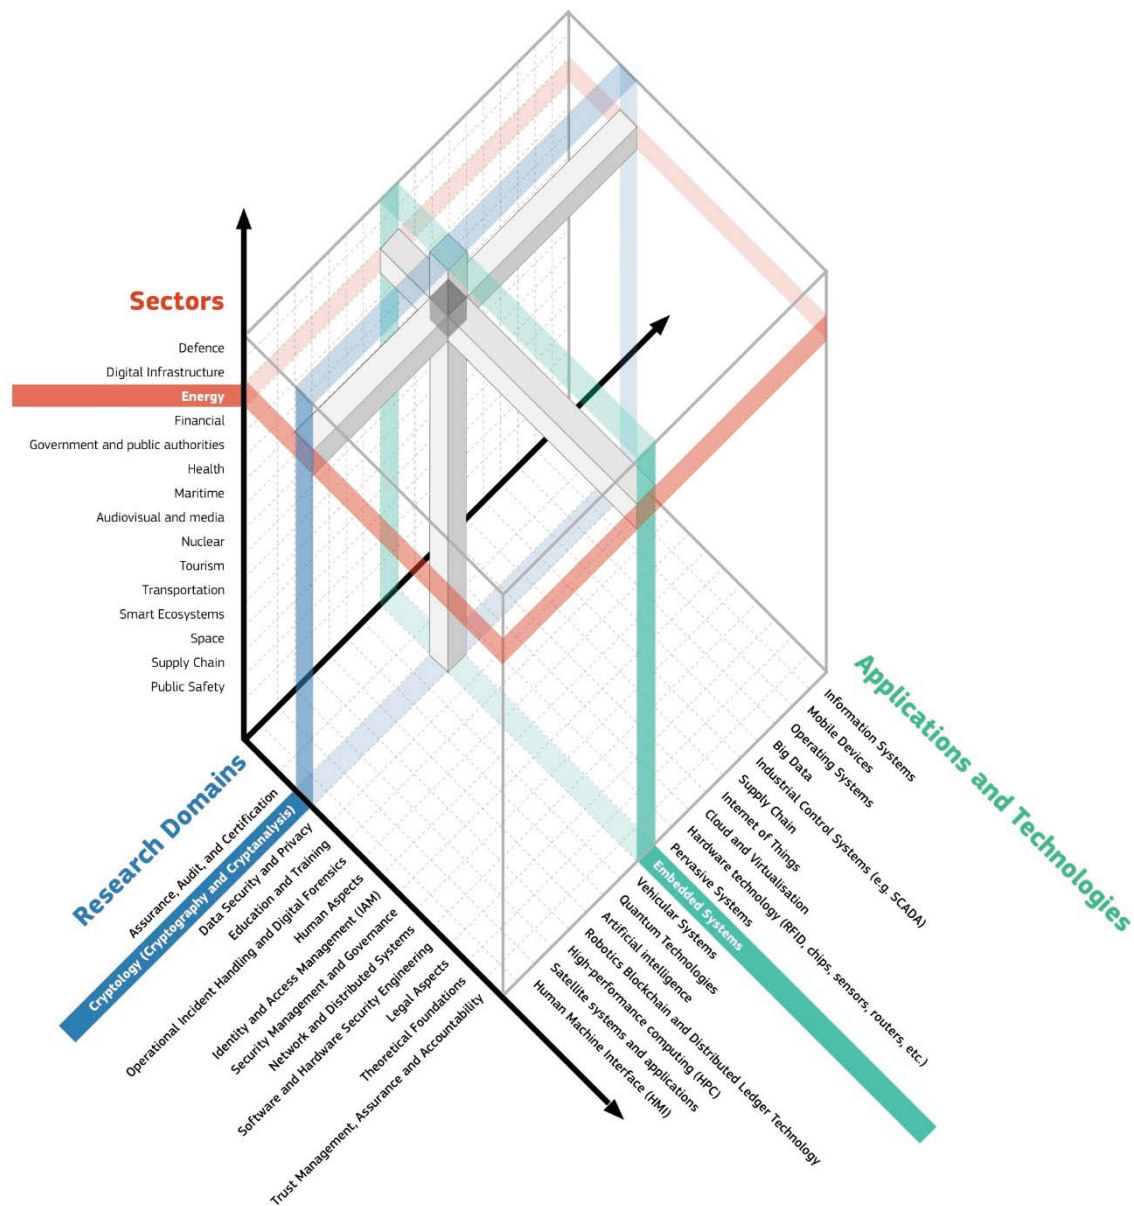 Sectors
Defence
Digital Infrastructure
Energy
Financial
Government and public authorities
Health
Maritime
Audiovisual and media
Nuclear
Tourism
Transportation
Smart Ecosystems
Space
Supply Chain
Public Safety
Research Domains
Assurance, Audit, and Certification
Cryptology (Cryptography and Cryptanalysis)
Data Security and Privacy
Education and Training
Operational Incident Handling and Digital Forensics
Human Aspects
Identity and Access Management (IAM)
Security Management and Governance
Network and Distributed Systems
Software and Hardware Security Engineering
Legal Aspects
Theoretical Foundations
Trust Management, Assurance and Accountability
Applications and Technologies
Information Systems
Mobile Devices
Operating Systems
Big Data
Industrial Control Systems (e.g. SCADA)
Supply Chain
Internet of Things
Cloud and Virtualisation
Hardware technology (RFID, chips, sensors, routers, etc.)
Pervasive Systems
Embedded Systems
Vehicular Systems
Quantum Technologies
Artificial intelligence
Robotics Blockchain and Distributed Ledger Technology
High-performance computing (HPC)
Satellite systems and applications
Human Machine Interface (HMI)